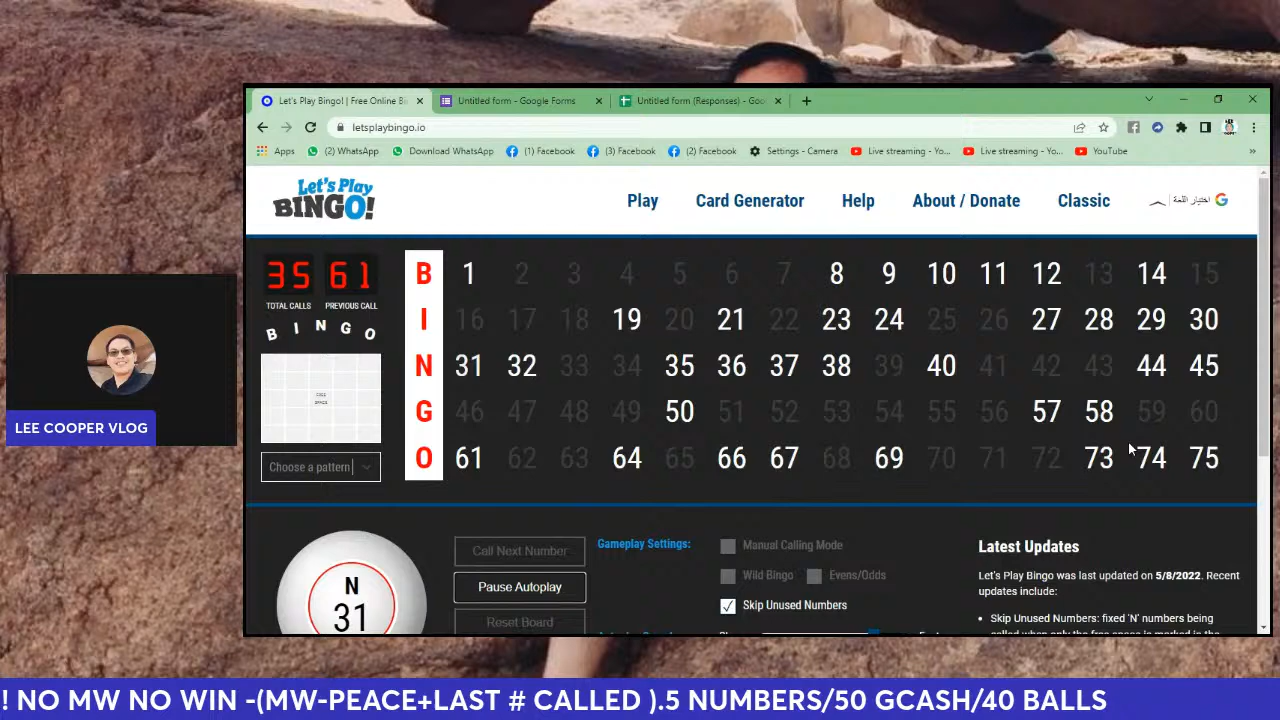 Let's Play Bingo! | Free Online Bi
Untitled form - Google Forms
Untitled form (Responses) - Goo
letsplaybingo.io
Apps
(2) WhatsApp
Download WhatsApp
(1) Facebook
(3) Facebook
(2) Facebook
Settings - Camera
Live streaming - Yo...
Live streaming - Yo...
YouTube
»
Let's Play
BINGO!
Play
Card Generator
Help
About / Donate
Classic
اختيار اللغة
35 61
TOTAL CALLS
PREVIOUS CALL
B I N G O
FREE
SPACE
Choose a pattern
B 1 2 3 4 5 6 7 8 9 10 11 12 13 14 15
I 16 17 18 19 20 21 22 23 24 25 26 27 28 29 30
N 31 32 33 34 35 36 37 38 39 40 41 42 43 44 45
G 46 47 48 49 50 51 52 53 54 55 56 57 58 59 60
O 61 62 63 64 65 66 67 68 69 70 71 72 73 74 75
N
31
Call Next Number
Pause Autoplay
Reset Board
Gameplay Settings:
Manual Calling Mode
Wild Bingo
Evens/Odds
Skip Unused Numbers
Latest Updates
Let's Play Bingo was last updated on 5/8/2022. Recent
updates include:
• Skip Unused Numbers: fixed 'N' numbers being
LEE COOPER VLOG
! NO MW NO WIN -(MW-PEACE+LAST # CALLED ).5 NUMBERS/50 GCASH/40 BALLS